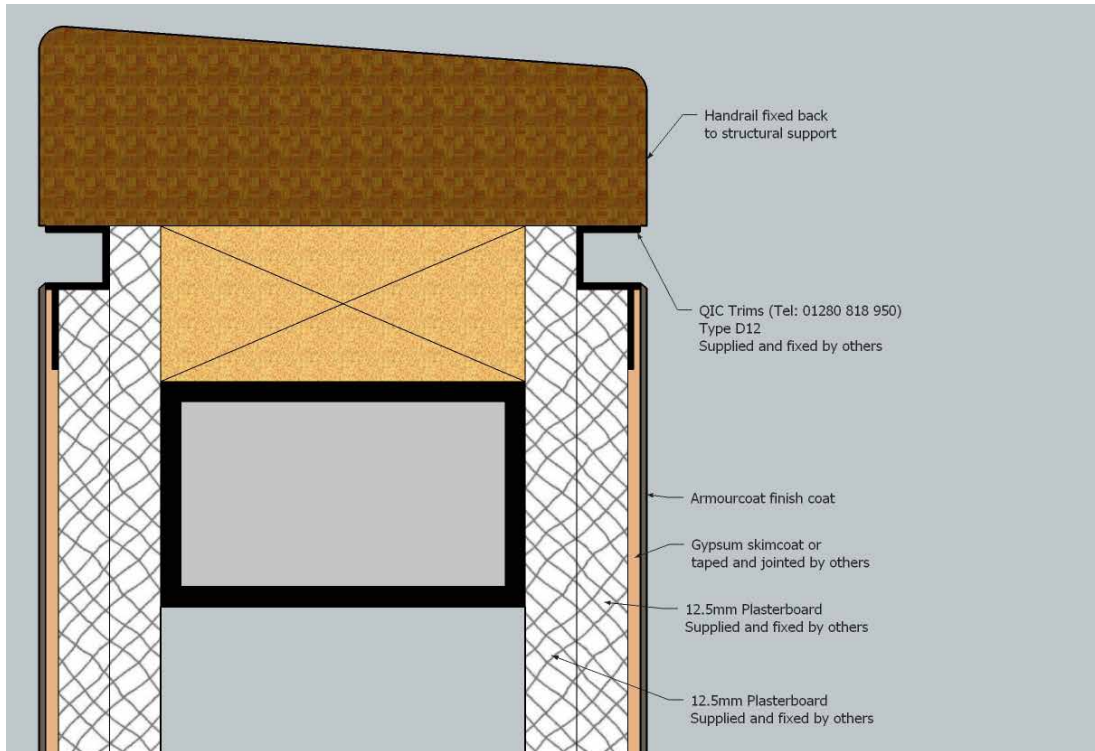 Handrail fixed back
to structural support
QIC Trims (Tel: 01280 818 950)
Type D12
Supplied and fixed by others
Armourcoat finish coat
Gypsum skimcoat or
taped and jointed by others
12.5mm Plasterboard
Supplied and fixed by others
12.5mm Plasterboard
Supplied and fixed by others